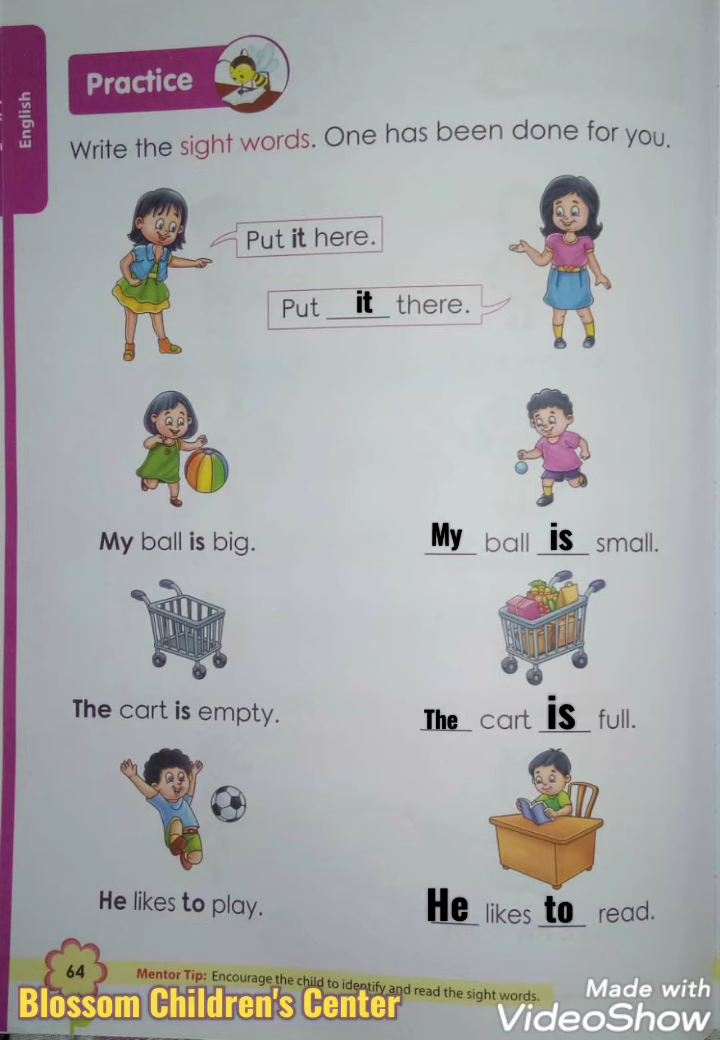 English
Practice
Write the sight words. One has been done for you.
Put it here.
Put it there.
My ball is big.
My ball is small.
The cart is empty.
The cart is full.
He likes to play.
He likes to read.
64
Mentor Tip: Encourage the child to identify and read the sight words.
Blossom Children's Center
Made with
VideoShow